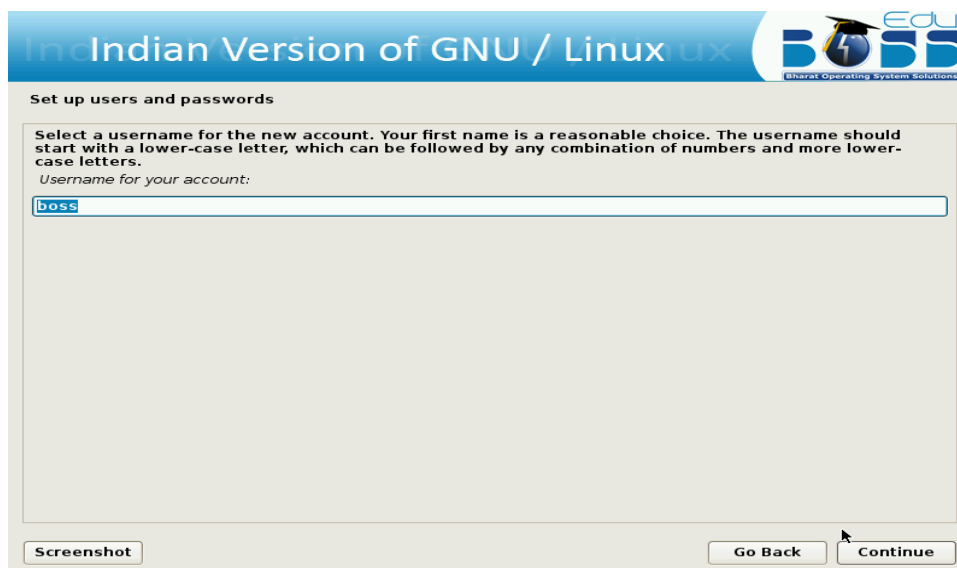 Indian Version of GNU / Linux
Edu
BOSS
Bharat Operating System Solutions
Set up users and passwords
Select a username for the new account. Your first name is a reasonable choice. The username should
start with a lower-case letter, which can be followed by any combination of numbers and more lower-
case letters.
Username for your account:
boss
Screenshot
Go Back
Continue